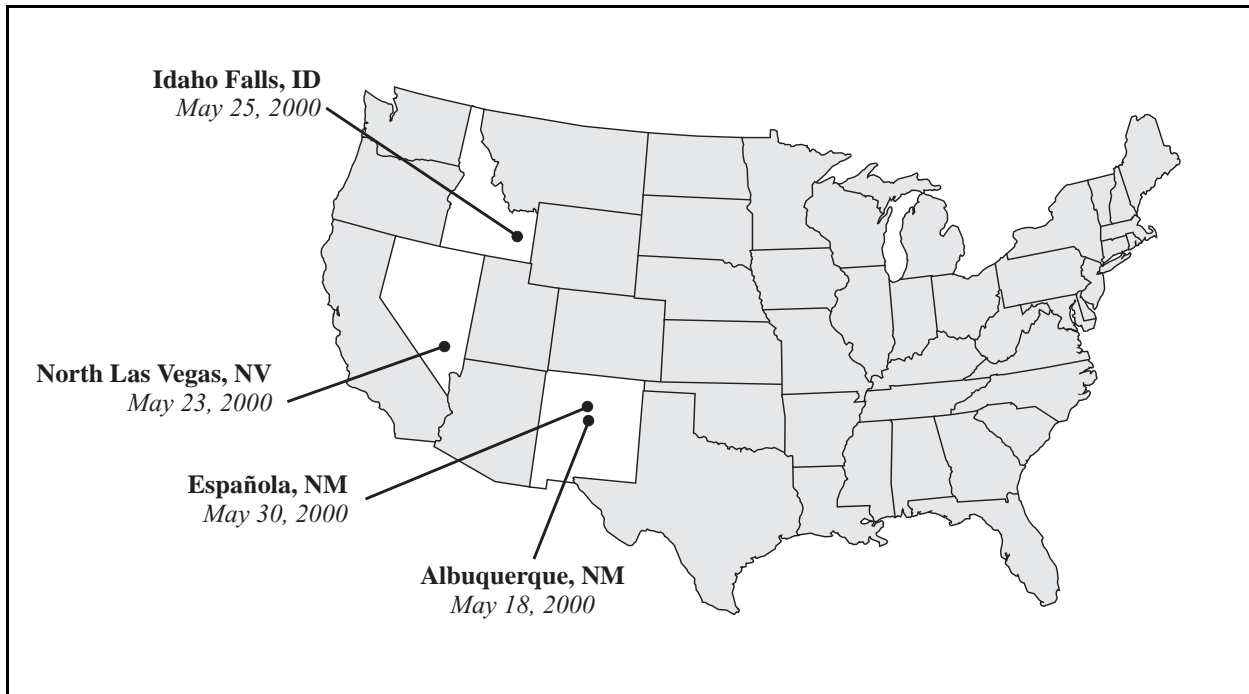 Idaho Falls, ID
May 25, 2000
North Las Vegas, NV
May 23, 2000
Española, NM
May 30, 2000
Albuquerque, NM
May 18, 2000